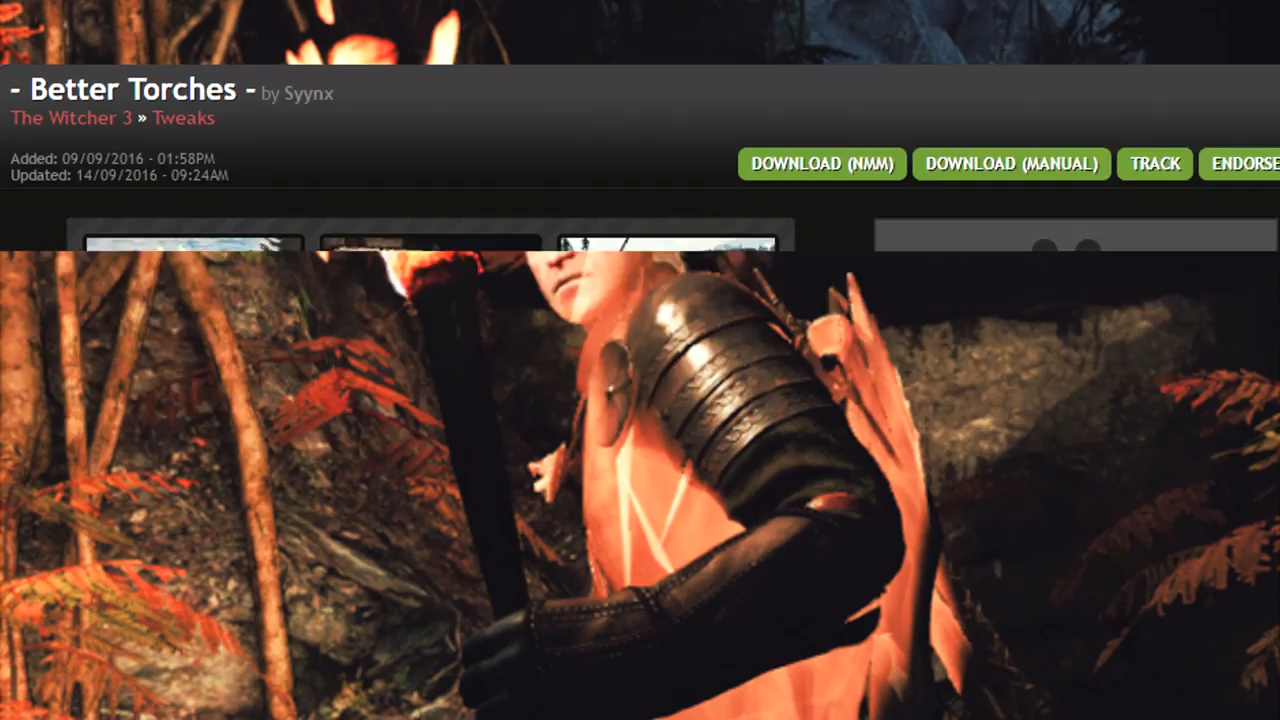 - Better Torches - by Syynx
The Witcher 3 » Tweaks
Added: 09/09/2016 - 01:58PM
Updated: 14/09/2016 - 09:24AM
DOWNLOAD (NMM) DOWNLOAD (MANUAL) TRACK ENDORSE